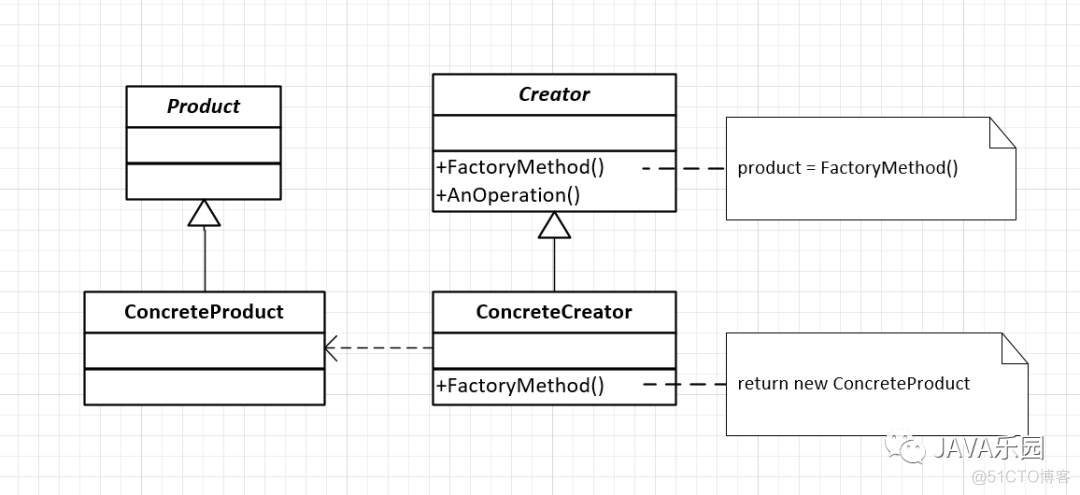 Product
Creator
+FactoryMethod()
+AnOperation()
product = FactoryMethod()
ConcreteProduct
ConcreteCreator
+FactoryMethod()
return new ConcreteProduct
JAVA乐园
@51CTO博客